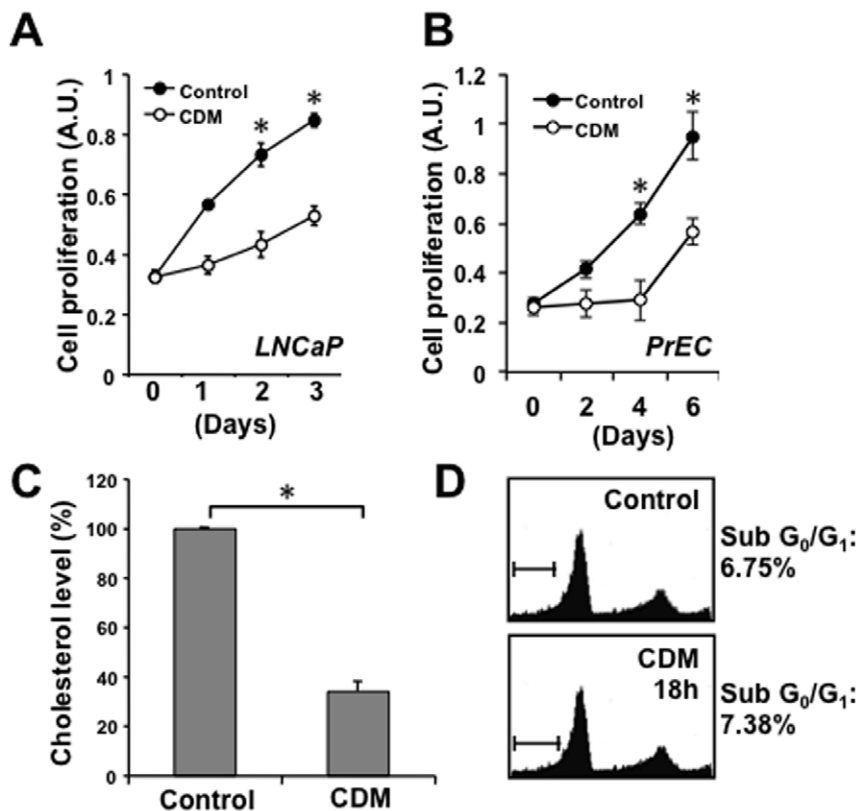 A
Cell proliferation (A.U.)
1
0.8
0.6
0.4
0.2
0
Control
CDM
*
*
LNCaP
0 1 2 3
(Days)
B
Cell proliferation (A.U.)
1.2
1
0.8
0.6
0.4
0.2
0
Control
CDM
*
*
PrEC
0 2 4 6
(Days)
C
Cholesterol level (%)
120
100
80
60
40
20
0
*
Control CDM
D
Control
Sub G₀/G₁:
6.75%
CDM
18h
Sub G₀/G₁:
7.38%